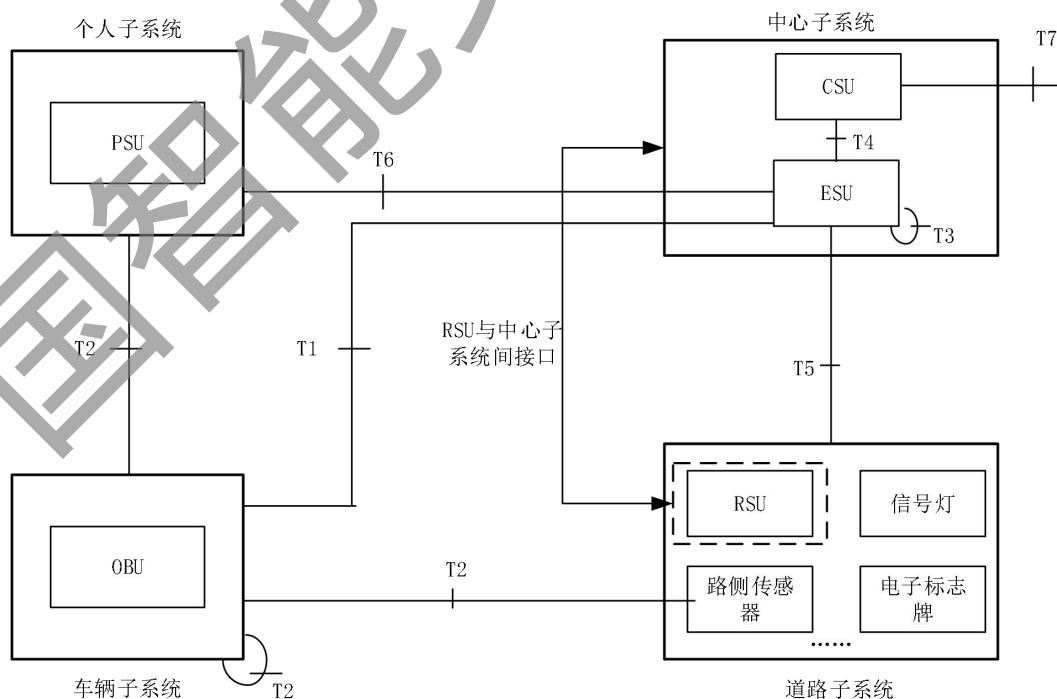 个人子系统
中心子系统
T7
CSU
PSU
T4
T6
ESU
T3
RSU与中心子
系统间接口
T2
T1
T5
RSU
信号灯
OBU
T2
路侧传感
器
电子标志
牌
......
车辆子系统
T2
道路子系统
国智能